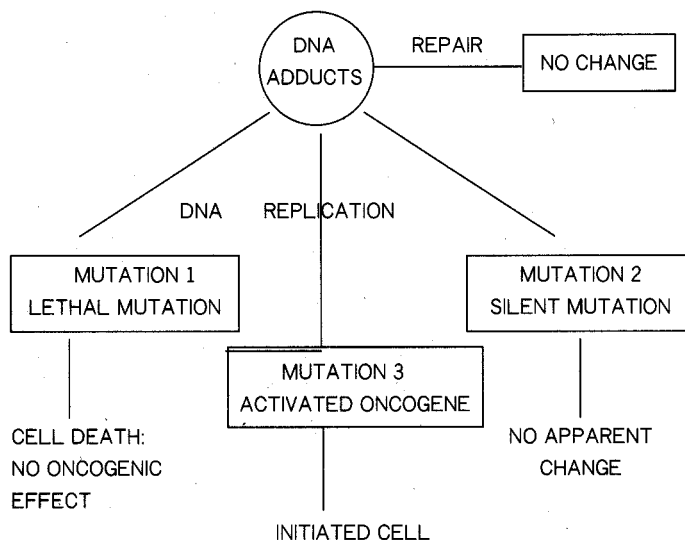 DNA
ADDUCTS
REPAIR
NO CHANGE
DNA REPLICATION
MUTATION 1
LETHAL MUTATION
MUTATION 2
SILENT MUTATION
MUTATION 3
ACTIVATED ONCOGENE
CELL DEATH:
NO ONCOGENIC
EFFECT
NO APPARENT
CHANGE
INITIATED CELL